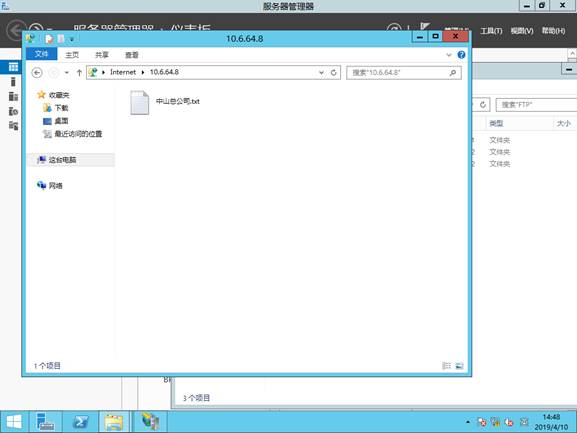 服务器管理器
服务器管理器 · 仪表板
工具(T) 视图(V) 帮助(H)
10.6.64.8
文件 主页 共享 查看
Internet 10.6.64.8
搜索"10.6.64.8"
搜索"FTP"
收藏夹
下载
桌面
最近访问的位置
这台电脑
网络
中山总公司.txt
类型 大小
文件夹
文件夹
文件夹
1 个项目
3 个项目
14:48
2019/4/10